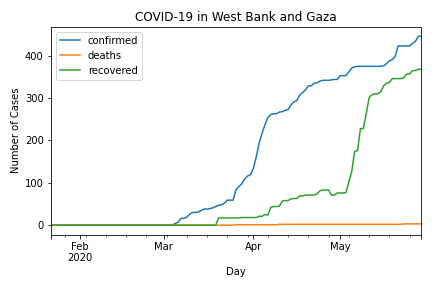 COVID-19 in West Bank and Gaza
confirmed
deaths
recovered
Number of Cases
400
300
200
100
0
Feb
2020
Mar
Apr
May
Day